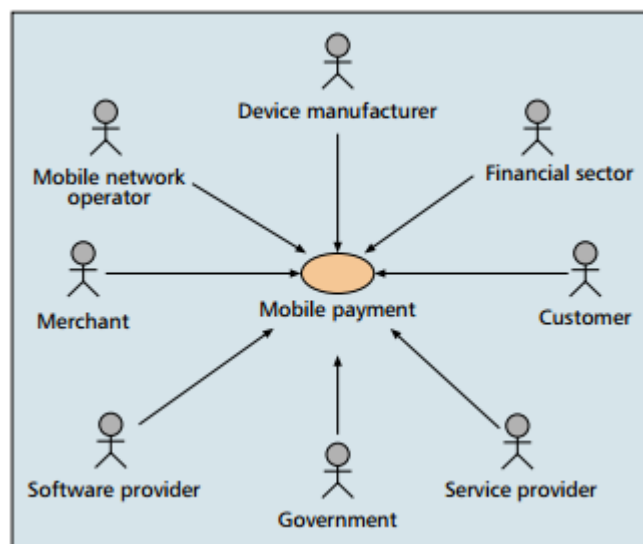 Device manufacturer
Mobile network
operator
Financial sector
Merchant
Mobile payment
Customer
Software provider
Government
Service provider